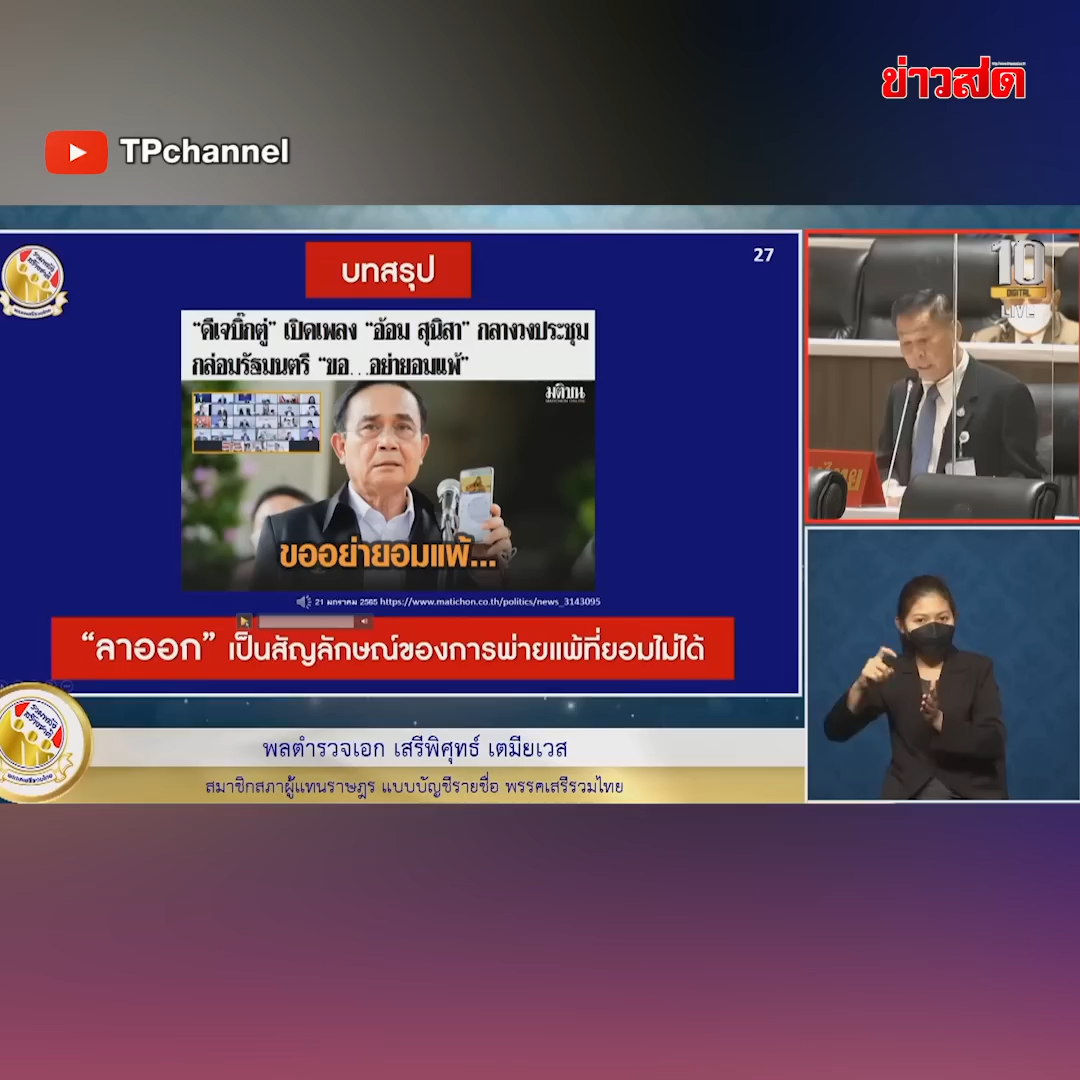 ข่าวสด
TPchannel
บทสรุป
27
"ดีเจบิ๊กตู่" เปิดเพลง "อ้อม สุนิสา" กลางวงประชุม
กล่อมรัฐมนตรี "ขอ...อย่ายอมแพ้"
มติชน
ขออย่ายอมแพ้...
21 มกราคม 2565 https://www.matichon.co.th/politics/news_3143095
"ลาออก" เป็นสัญลักษณ์ของการพ่ายแพ้ที่ยอมไม่ได้
10
DIGITAL
LIVE
พลตำรวจเอก เสรีพิศุทธ์ เตมียเวส
สมาชิกสภาผู้แทนราษฎร แบบบัญชีรายชื่อ พรรคเสรีรวมไทย